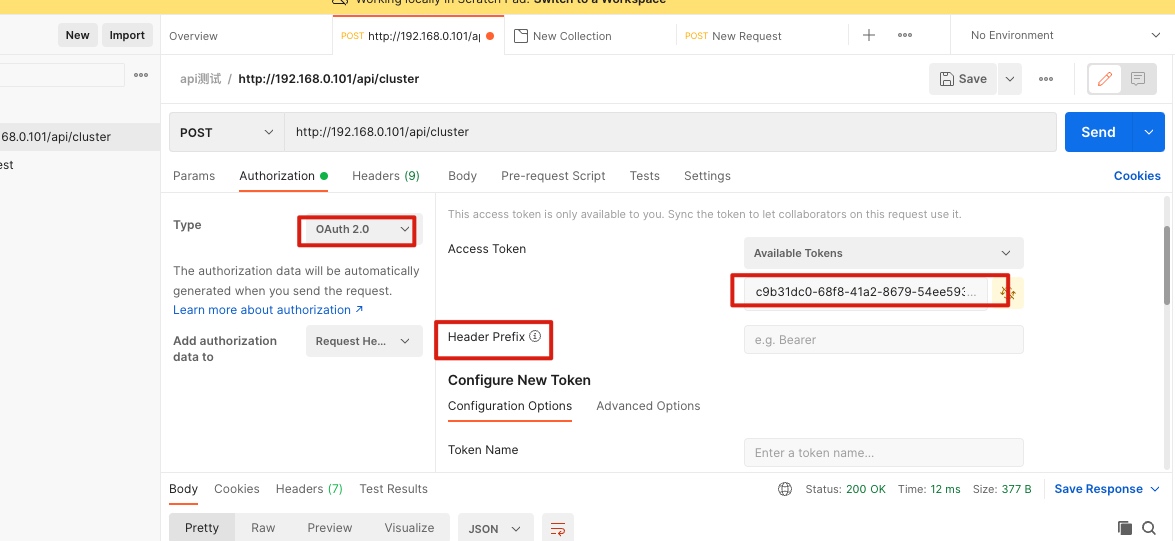 Working locally in Scratch Pad. Switch to a Workspace
New
Import
Overview
POST http://192.168.0.101/ap
New Collection
POST New Request
No Environment
api测试 / http://192.168.0.101/api/cluster
Save
68.0.101/api/cluster
est
POST
http://192.168.0.101/api/cluster
Send
Params
Authorization
Headers (9)
Body
Pre-request Script
Tests
Settings
Cookies
Type
OAuth 2.0
The authorization data will be automatically
generated when you send the request.
Learn more about authorization ↗
Add authorization
data to
Request He...
This access token is only available to you. Sync the token to let collaborators on this request use it.
Access Token
Available Tokens
c9b31dc0-68f8-41a2-8679-54ee593...
Header Prefix
e.g. Bearer
Configure New Token
Configuration Options
Advanced Options
Token Name
Enter a token name...
Body
Cookies
Headers (7)
Test Results
Status: 200 OK
Time: 12 ms
Size: 377 B
Save Response
Pretty
Raw
Preview
Visualize
JSON